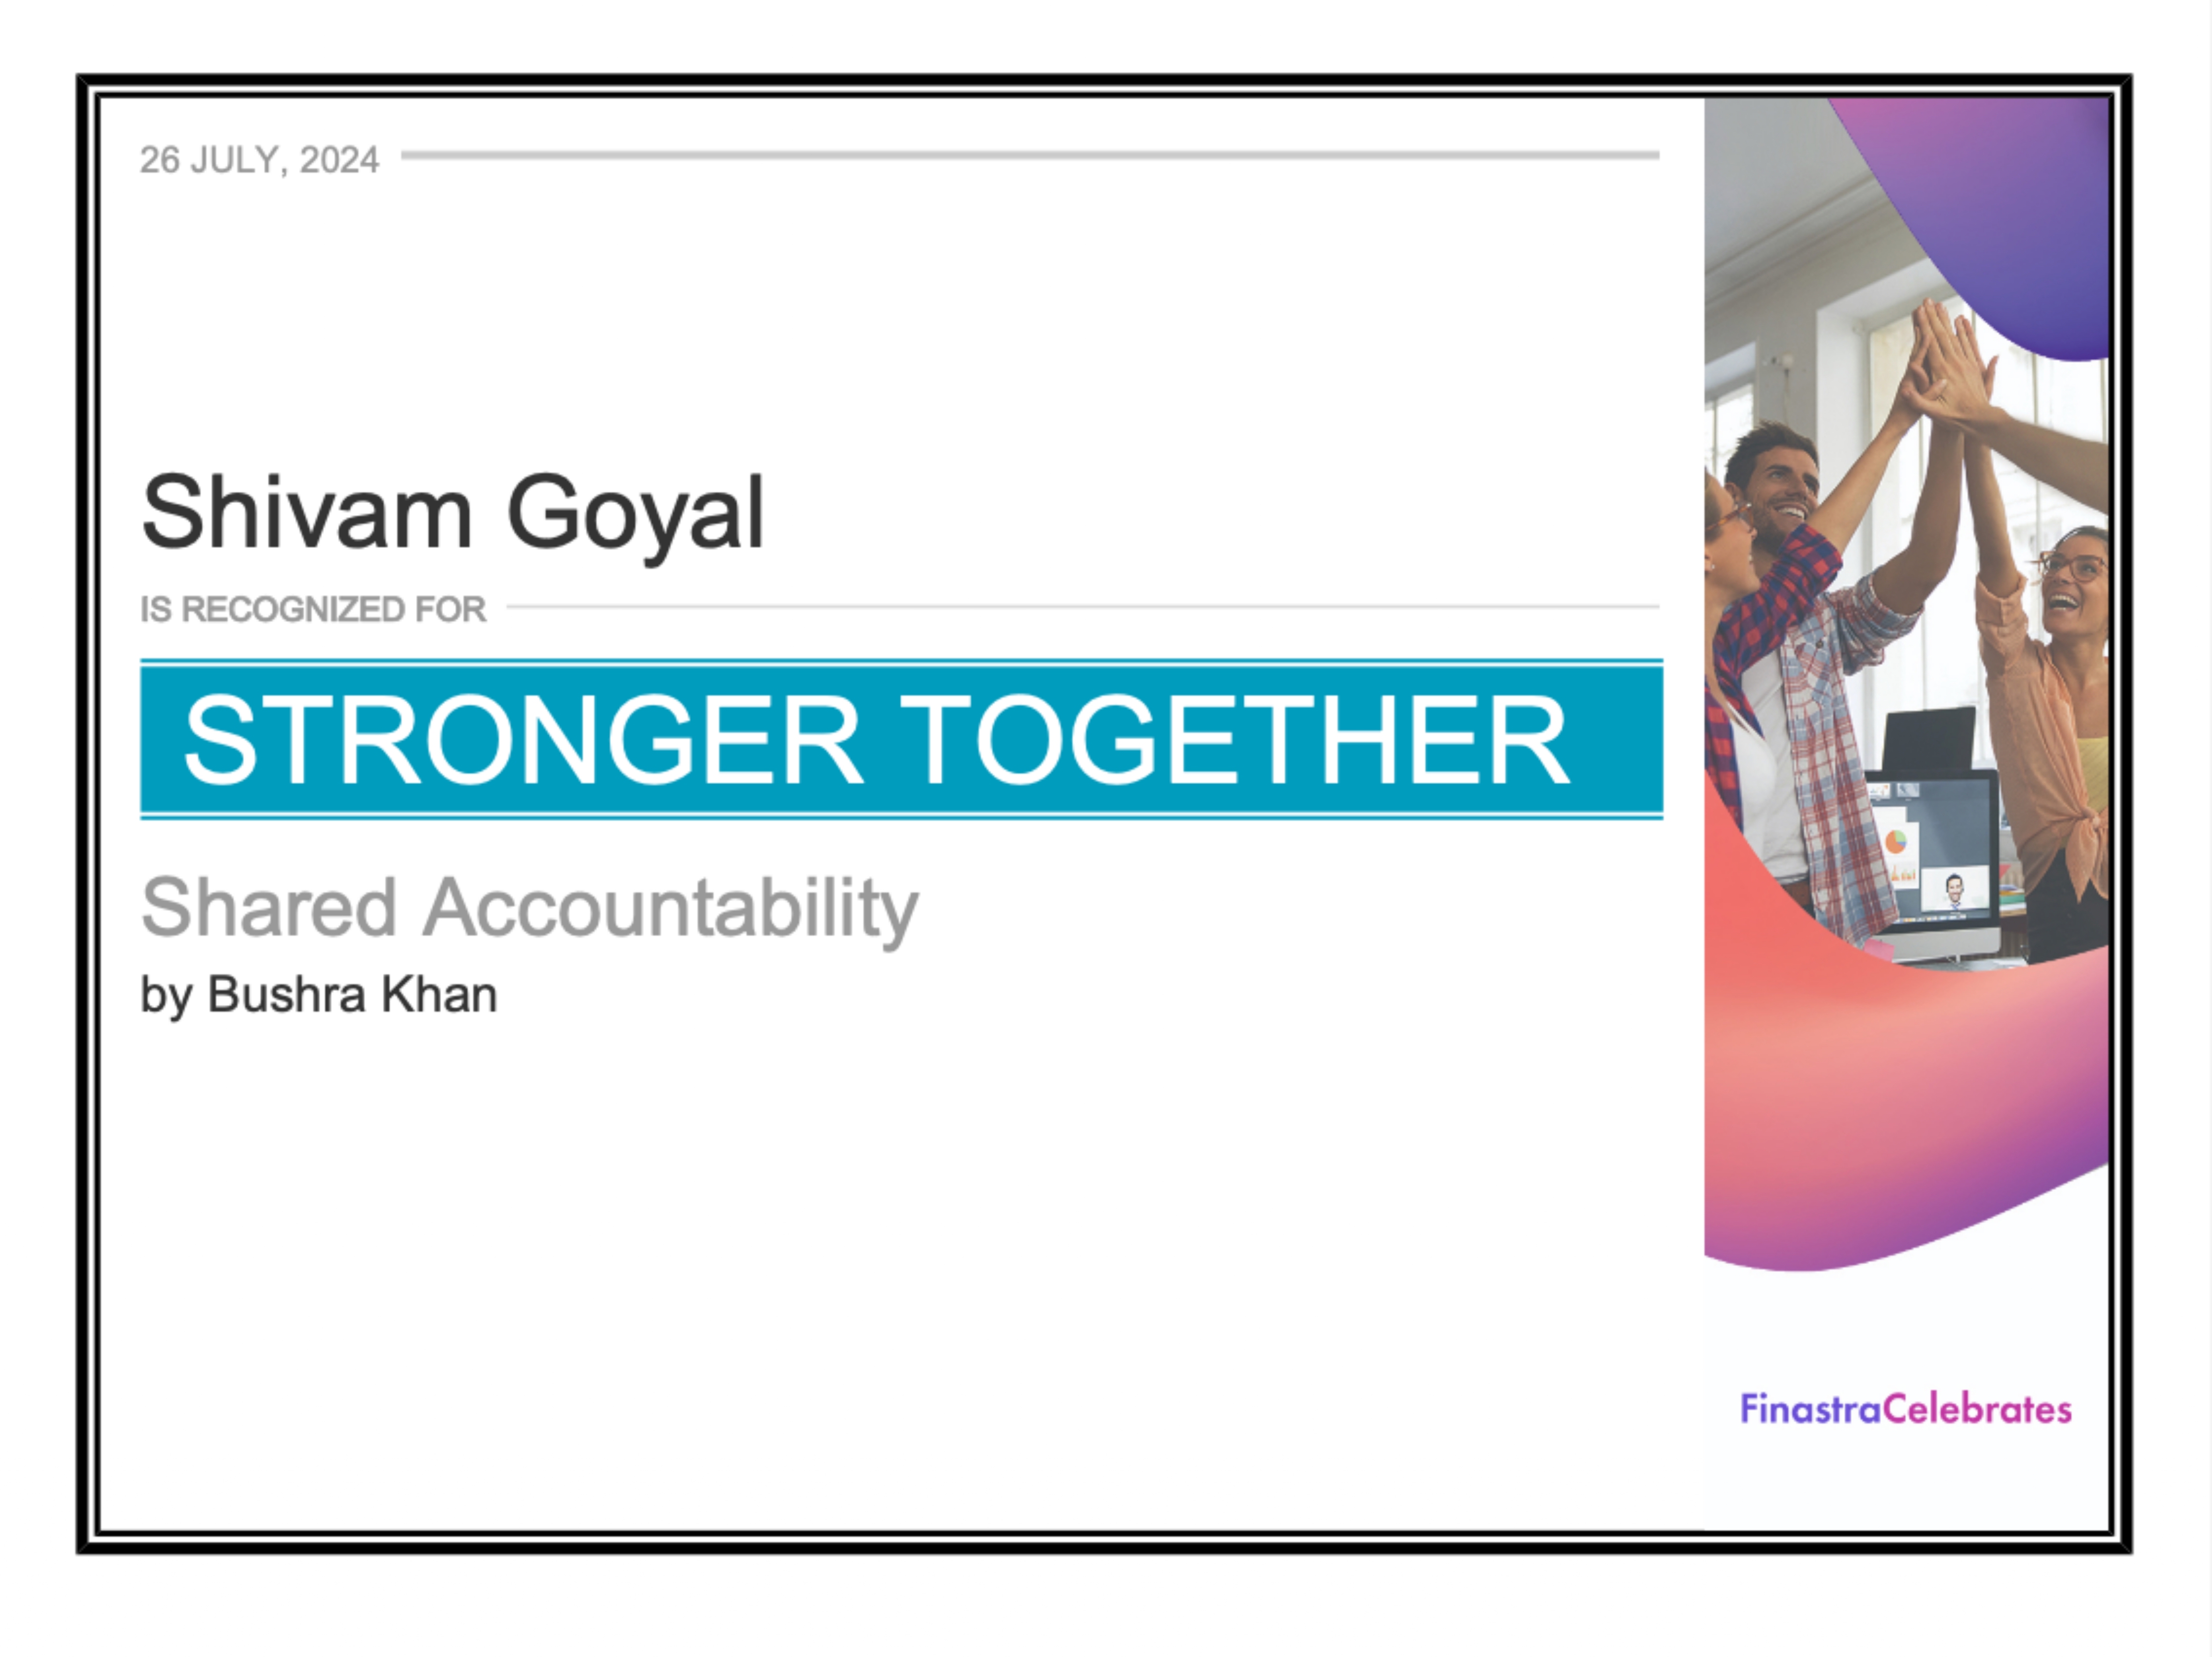 26 JULY, 2024
Shivam Goyal
IS RECOGNIZED FOR
STRONGER TOGETHER
Shared Accountability
by Bushra Khan
FinastraCelebrates